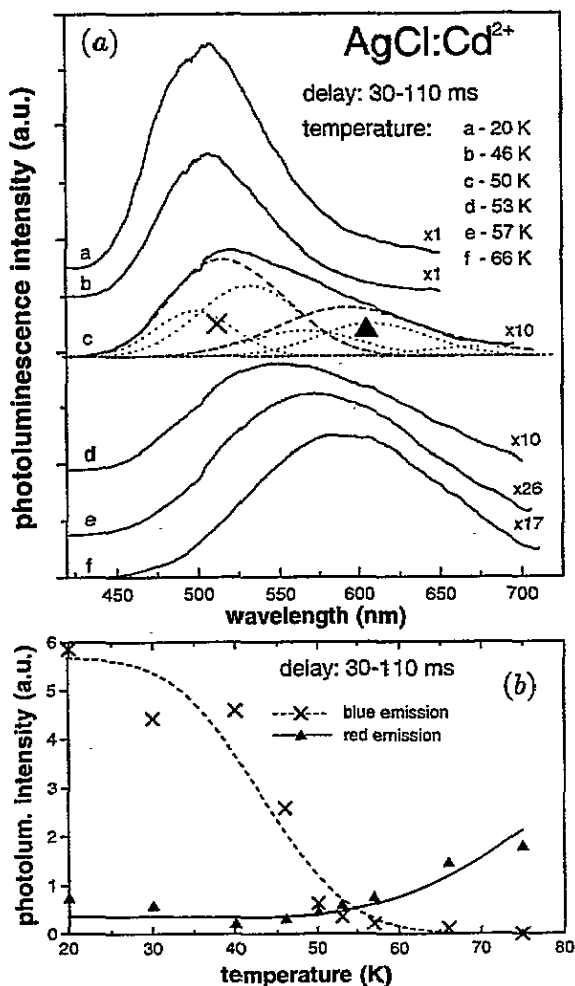 (a)
AgCl:Cd2+
delay: 30-110 ms
temperature:
a - 20 K
b - 46 K
c - 50 K
d - 53 K
e - 57 K
f - 66 K
photoluminescence intensity (a.u.)
a
x1
b
x1
c
x10
d
x10
e
x26
f
x17
450 500 550 600 650 700
wavelength (nm)
(b)
delay: 30-110 ms
blue emission
red emission
photolum. intensity (a.u.)
6
5
4
3
2
1
0
20 30 40 50 60 70 80
temperature (K)